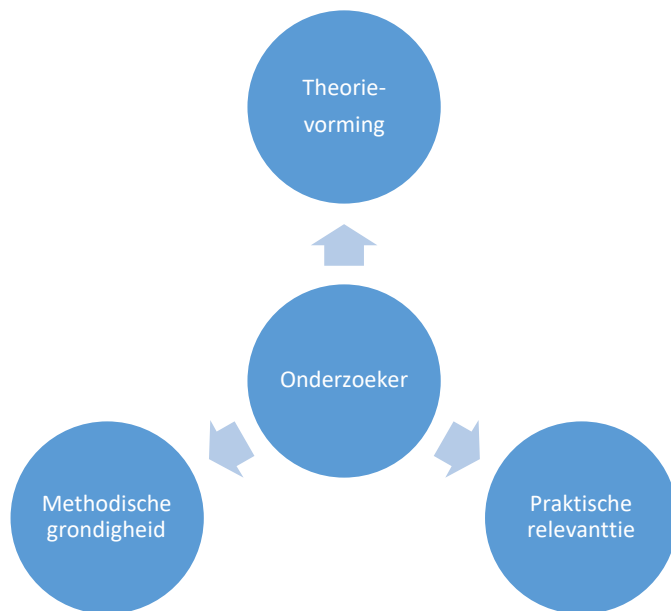 Theorie-
vorming
Onderzoeker
Methodische
grondigheid
Praktische
relevanttie